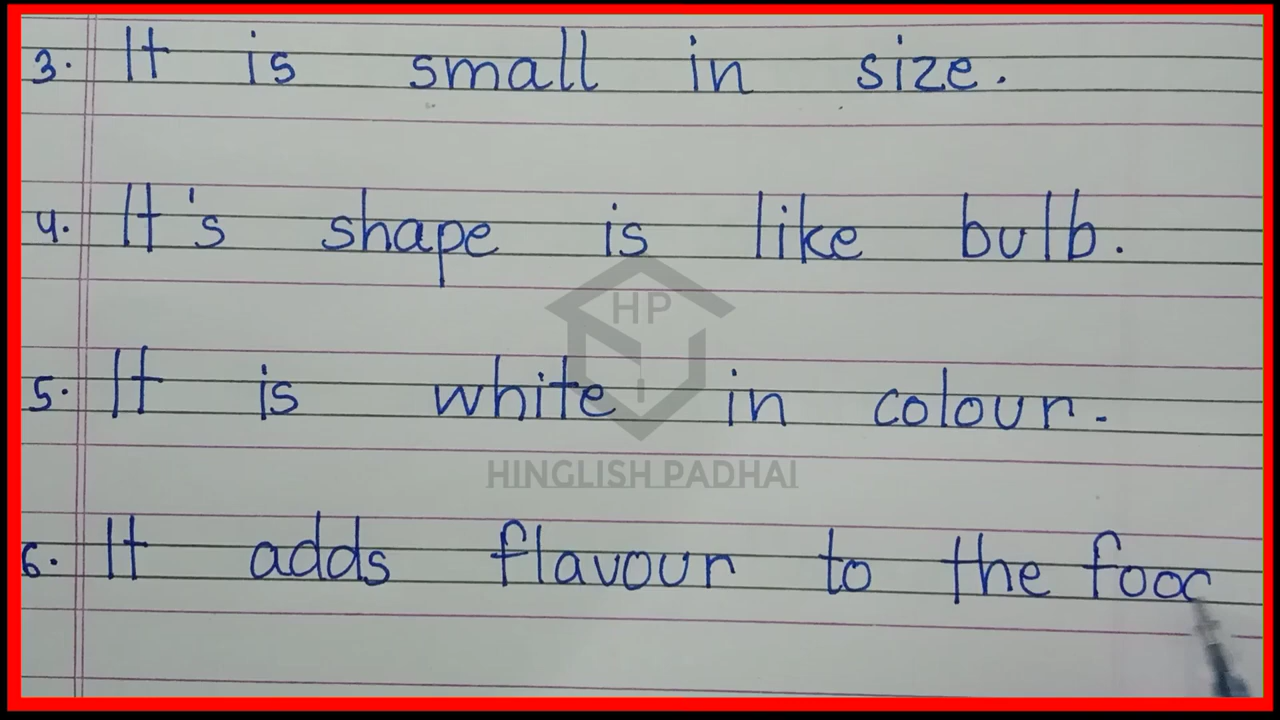 3. It is small in size.
4. It's shape is like bulb.
HP
5. It is white in colour.
HINGLISH PADHAI
6. It adds flavour to the foo